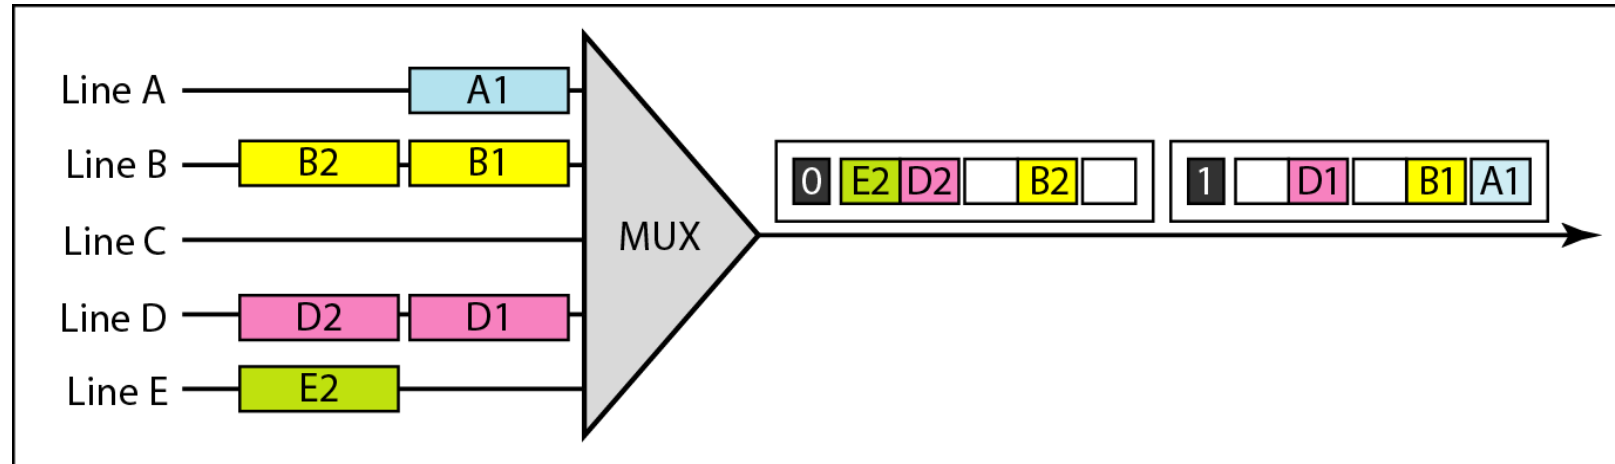 Line A A1
Line B B2 B1
Line C
Line D D2 D1
Line E E2
MUX
0 E2 D2 B2
1 D1 B1 A1